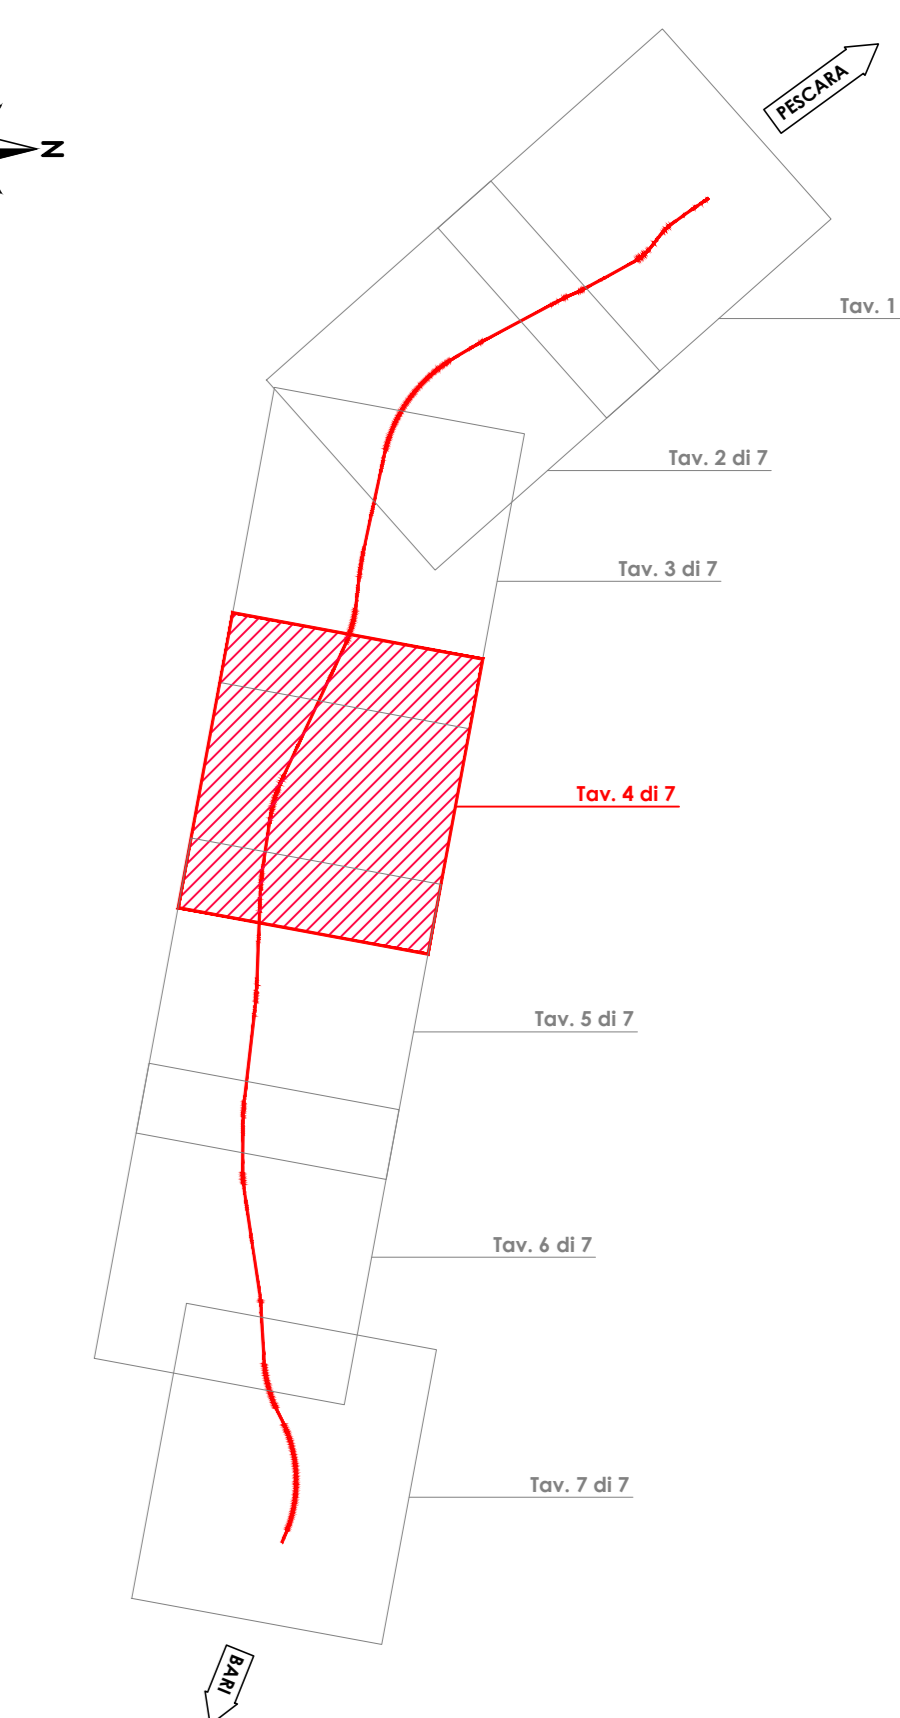 PESCARA
N
Tav. 1
Tav. 2 di 7
Tav. 3 di 7
Tav. 4 di 7
Tav. 5 di 7
Tav. 6 di 7
Tav. 7 di 7
BARI